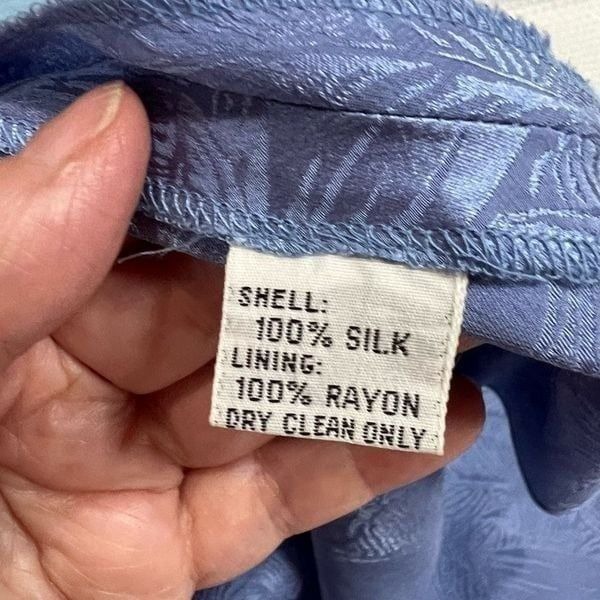 SHELL:
100% SILK
LINING:
100% RAYON
DRY CLEAN ONLY